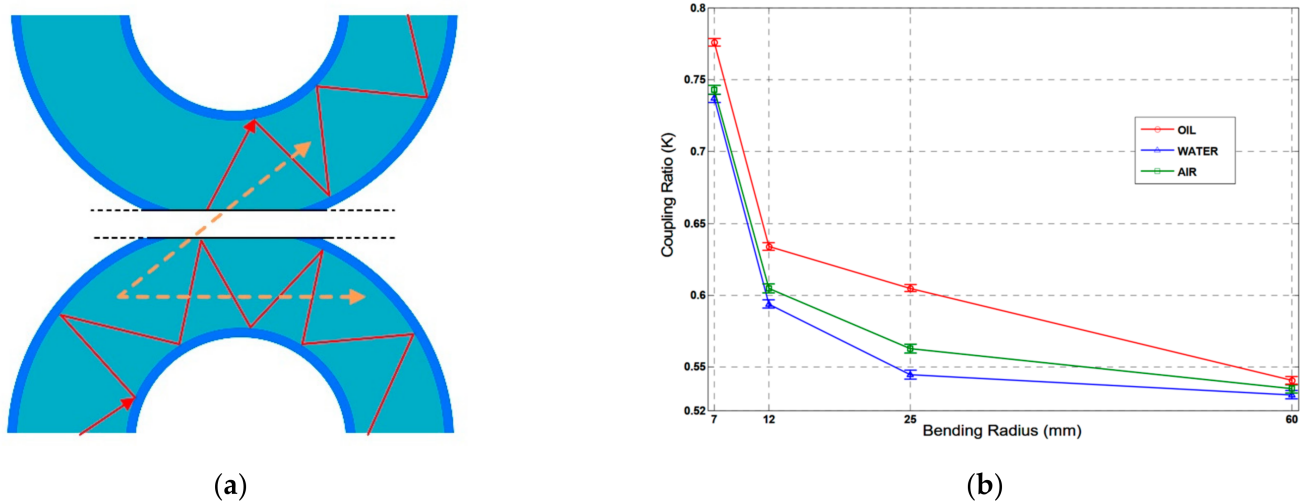 0.8
0.75
0.7
0.65
0.6
0.55
0.52
Coupling Ratio (K)
OIL
WATER
AIR
7 12 25 60
Bending Radius (mm)
(a) (b)